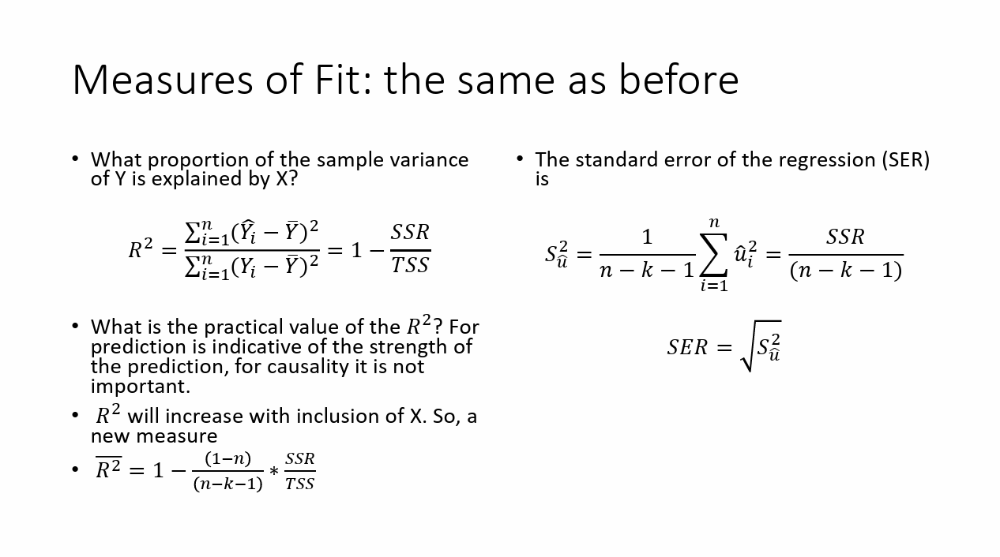 Measures of Fit: the same as before
• What proportion of the sample variance
of Y is explained by X?
$R^2 = \frac{\sum_{i=1}^{n}(\widehat{Y}_i - \bar{Y})^2}{\sum_{i=1}^{n}(Y_i - \bar{Y})^2} = 1 - \frac{SSR}{TSS}$
• What is the practical value of the $R^2$? For
prediction is indicative of the strength of
the prediction, for causality it is not
important.
• $R^2$ will increase with inclusion of X. So, a
new measure
• $\overline{R^2} = 1 - \frac{(1-n)}{(n-k-1)} * \frac{SSR}{TSS}$
• The standard error of the regression (SER)
is
$S_{\hat{u}}^2 = \frac{1}{n-k-1} \sum_{i=1}^{n} \hat{u}_i^2 = \frac{SSR}{(n-k-1)}$
$SER = \sqrt{S_{\hat{u}}^2}$